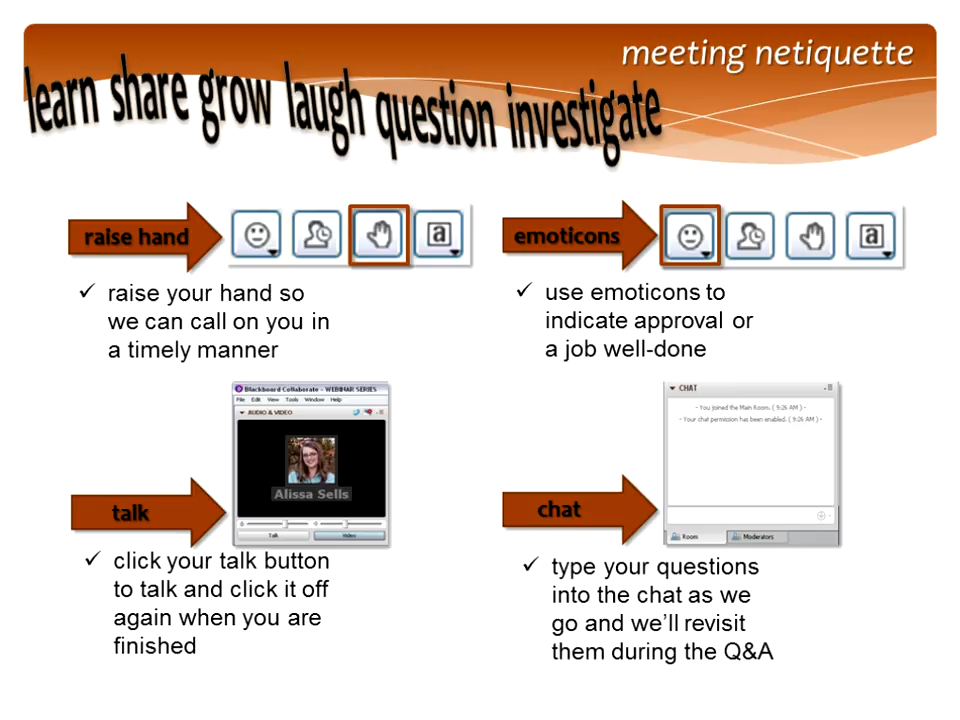 meeting netiquette
learn share grow laugh question investigate
raise hand
a
raise your hand so
we can call on you in
a timely manner
emoticons
a
use emoticons to
indicate approval or
a job well-done
talk
Blackboard Collaborate - WEBINAR SERIES
File Edit View Tools Window Help
AUDIO & VIDEO
Alissa Sells
Talk Video
click your talk button
to talk and click it off
again when you are
finished
chat
CHAT
- You joined the Main Room. ( 9:26 AM ) -
- Your chat permission has been enabled. ( 9:26 AM ) -
Room Moderators
type your questions
into the chat as we
go and we'll revisit
them during the Q&A